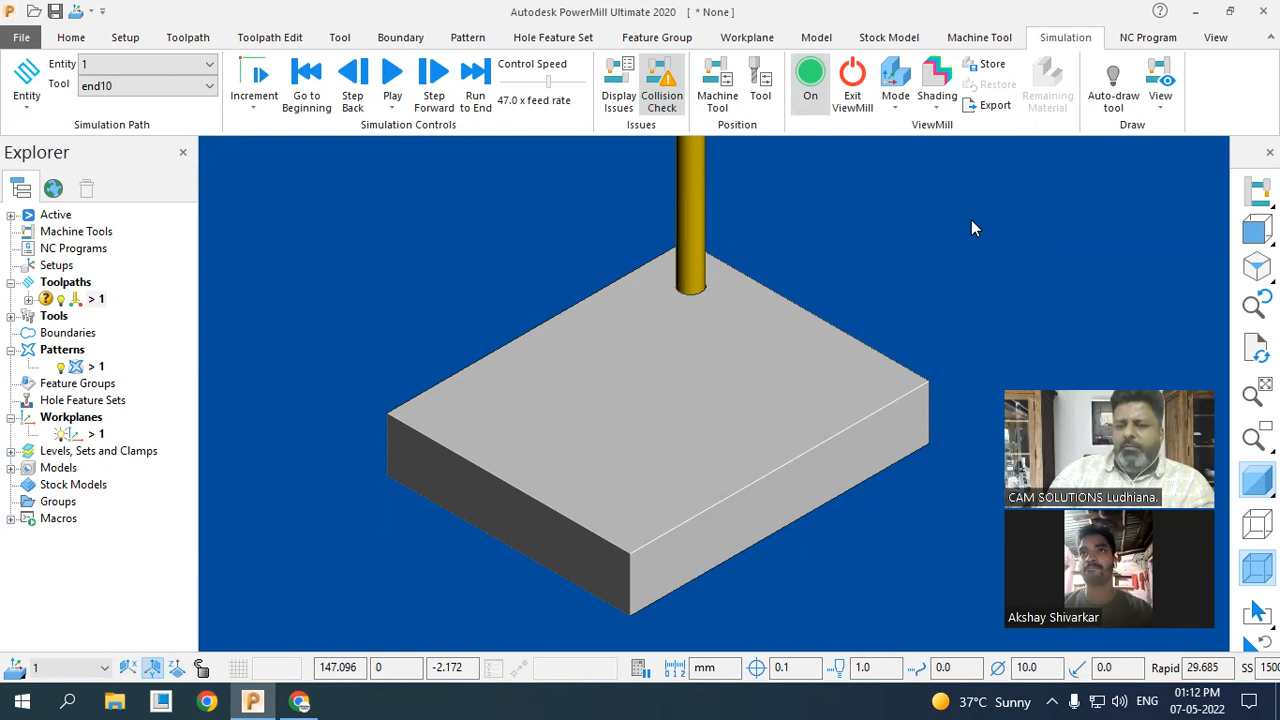 Autodesk PowerMill Ultimate 2020 [ * None ]
File Home Setup Toolpath Toolpath Edit Tool Boundary Pattern Hole Feature Set Feature Group Workplane Model Stock Model Machine Tool Simulation NC Program View
Entity
Entity 1
Tool end10
Simulation Path
Increment
Go to Beginning
Step Back
Play
Step Forward
Run to End
Control Speed
47.0 x feed rate
Simulation Controls
Display Issues
Collision Check
Issues
Machine Tool
Tool
Position
On
Exit ViewMill
Mode
Shading
Store
Restore
Export
Remaining Material
ViewMill
Auto-draw tool
View
Draw
Explorer
Active
Machine Tools
NC Programs
Setups
Toolpaths
> 1
Tools
Boundaries
Patterns
> 1
Feature Groups
Hole Feature Sets
Workplanes
> 1
Levels, Sets and Clamps
Models
Stock Models
Groups
Macros
CAM SOLUTIONS Ludhiana.
Akshay Shivarkar
1 147.096 0 -2.172 mm 0.1 1.0 0.0 10.0 0.0 Rapid 29.685 SS 1500
37°C Sunny ENG 01:12 PM
07-05-2022